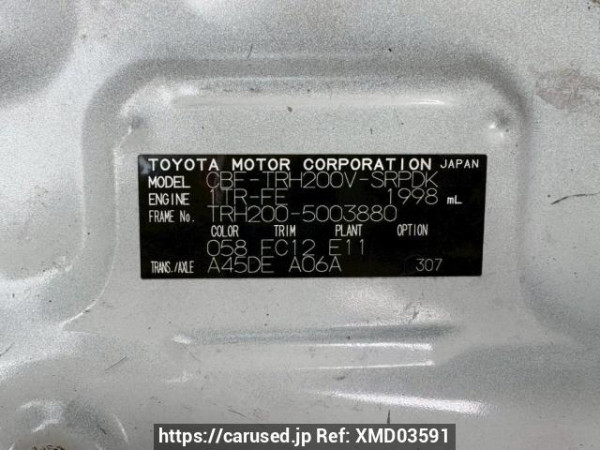 TOYOTA MOTOR CORPORATION JAPAN
MODEL CBF-TRH200V-SRPDK
ENGINE 1TR-FE 1998 mL
FRAME No. TRH200-5003880
COLOR TRIM PLANT OPTION
058 FC12 E11
TRANS./AXLE A45DE A06A 307
https://carused.jp Ref: XMD03591